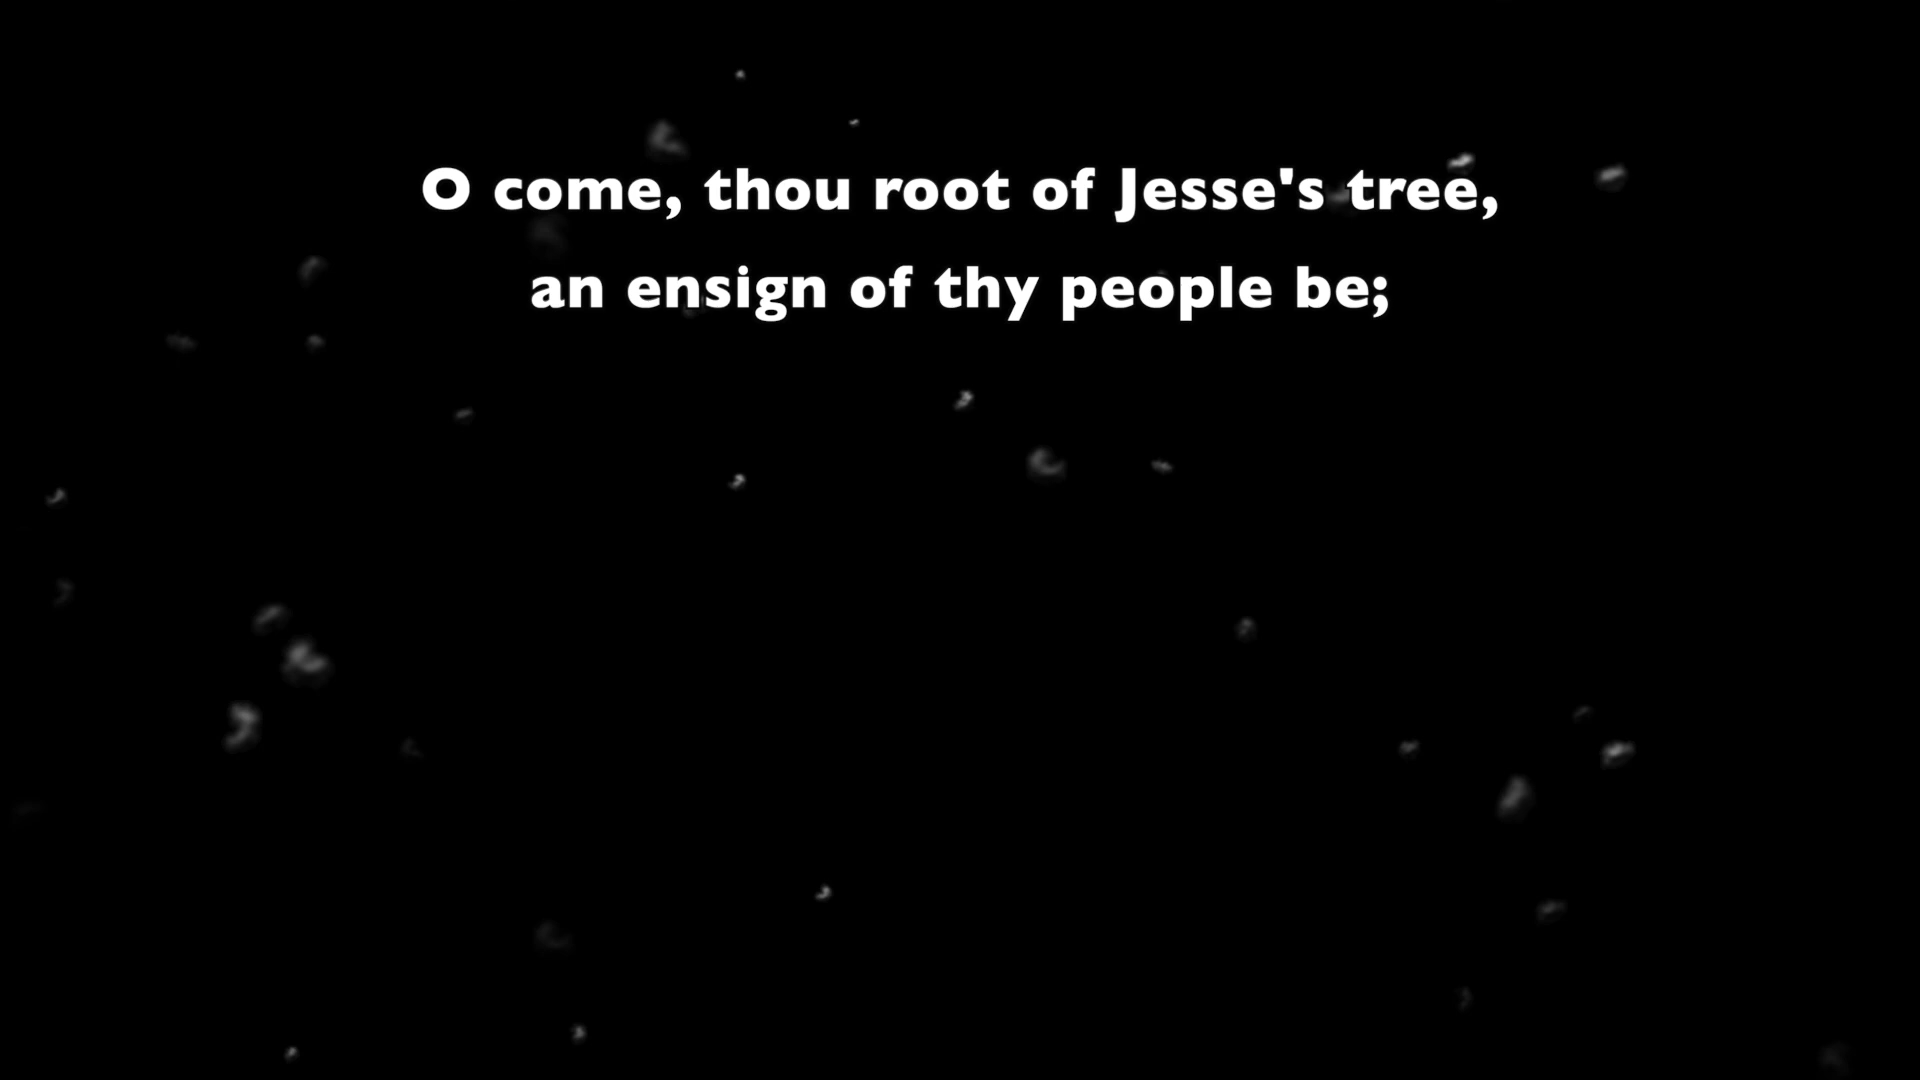 O come, thou root of Jesse's tree,
an ensign of thy people be;